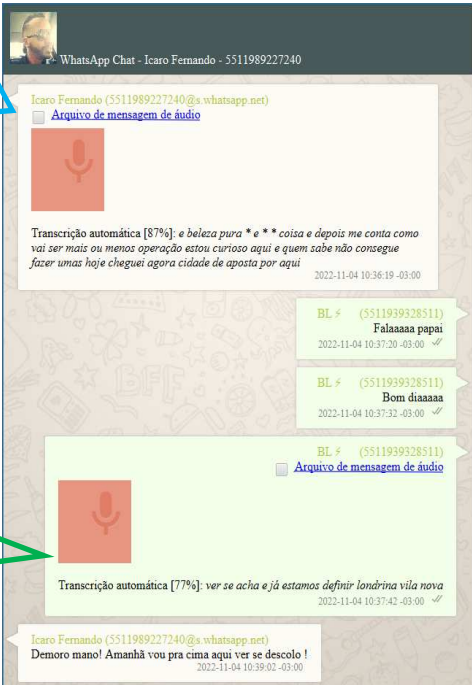 WhatsApp Chat - Icaro Fernando - 5511989227240
Icaro Fernando (5511989227240@s.whatsapp.net)
Arquivo de mensagem de áudio
Transcrição automática [87%]: e beleza pura * e * * coisa e depois me conta como
vai ser mais ou menos operação estou curioso aqui e quem sabe não consegue
fazer umas hoje cheguei agora cidade de aposta por aqui
2022-11-04 10:36:19 -03:00
BL⚡ (5511939328511)
Falaaaaa papai
2022-11-04 10:37:20 -03:00
BL⚡ (5511939328511)
Bom diaaaaa
2022-11-04 10:37:32 -03:00
BL⚡ (5511939328511)
Arquivo de mensagem de áudio
Transcrição automática [77%]: ver se acha e já estamos definir londrina vila nova
2022-11-04 10:37:42 -03:00
Icaro Fernando (5511989227240@s.whatsapp.net)
Demoro mano! Amanhã vou pra cima aqui ver se descolo !
2022-11-04 10:39:02 -03:00